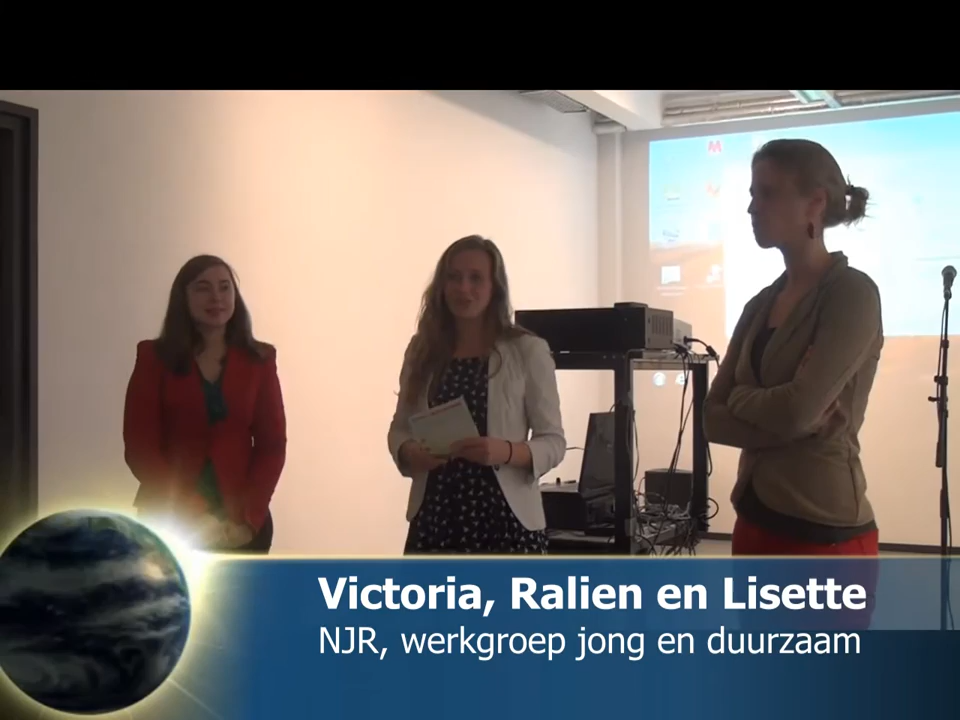 Victoria, Ralien en Lisette
NJR, werkgroep jong en duurzaam